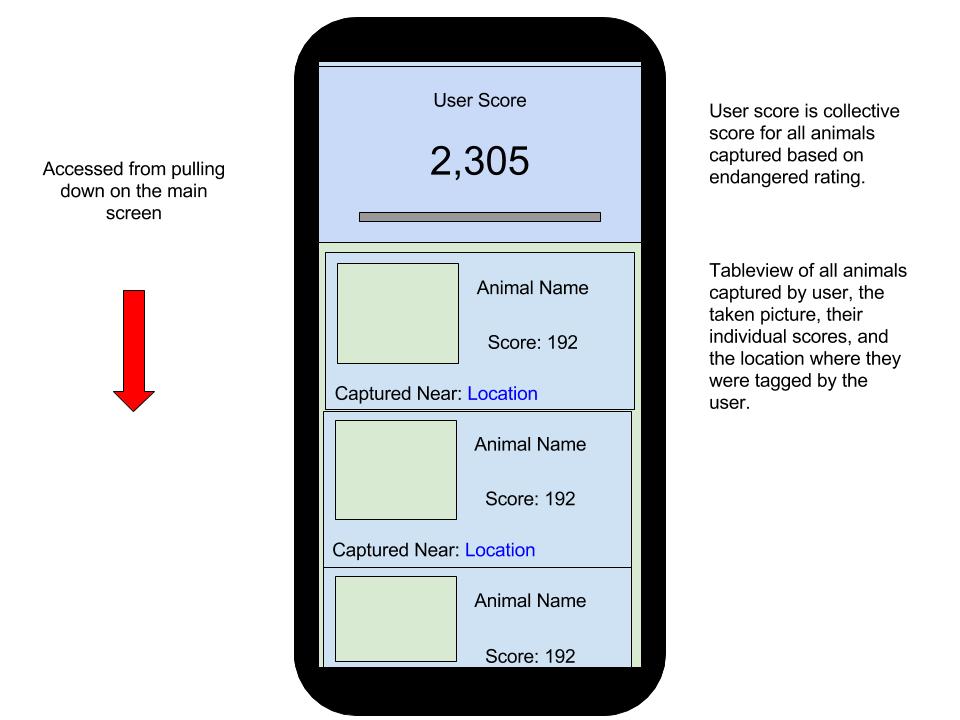 Accessed from pulling
down on the main
screen
User Score
2,305
Animal Name
Score: 192
Captured Near: Location
Animal Name
Score: 192
Captured Near: Location
Animal Name
Score: 192
User score is collective
score for all animals
captured based on
endangered rating.
Tableview of all animals
captured by user, the
taken picture, their
individual scores, and
the location where they
were tagged by the
user.